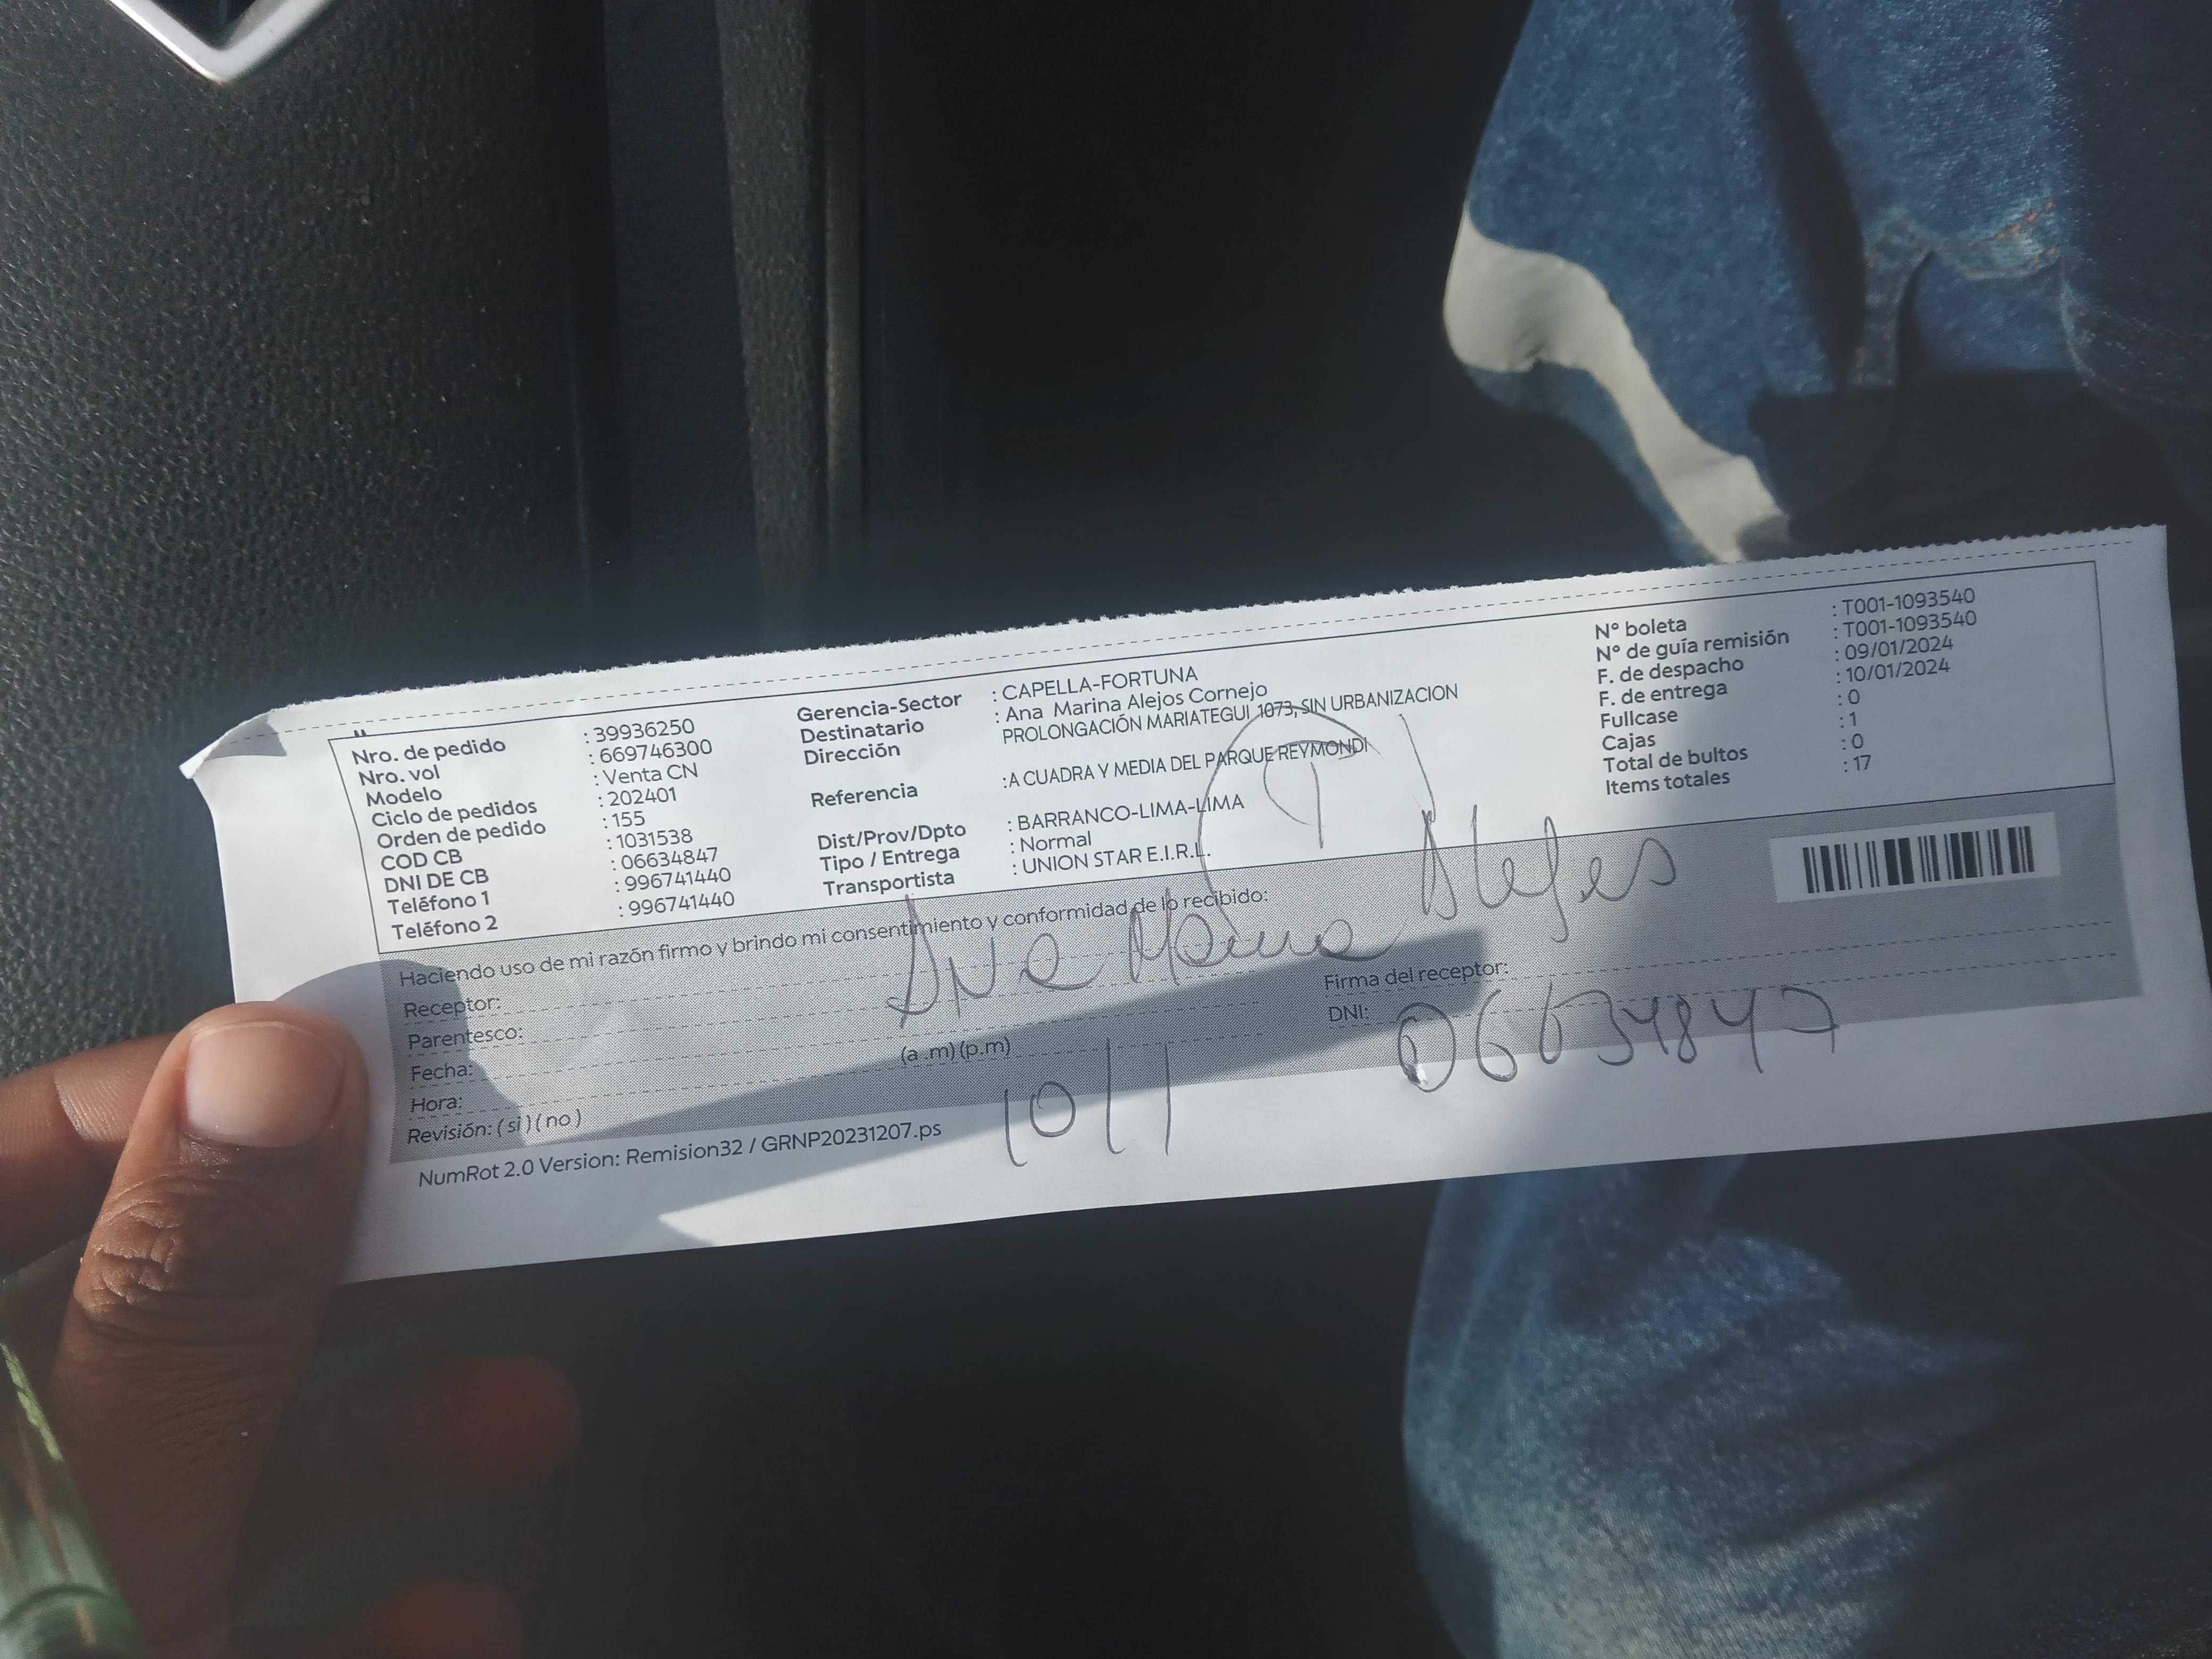 Nro. de pedido : 39936250
Nro. vol : 669746300
Modelo : Venta CN
Ciclo de pedidos : 202401
Orden de pedido : 155
COD CB : 1031538
DNI DE CB : 06634847
Teléfono 1 : 996741440
Teléfono 2 : 996741440
Gerencia-Sector : CAPELLA-FORTUNA
Destinatario : Ana Marina Alejos Cornejo
Dirección PROLONGACIÓN MARIATEGUI 1073, SIN URBANIZACION
Referencia :A CUADRA Y MEDIA DEL PARQUE REYMONDI
Dist/Prov/Dpto : BARRANCO-LIMA-LIMA
Tipo / Entrega : Normal
Transportista : UNION STAR E.I.R.L.
N° boleta : T001-1093540
N° de guía remisión : T001-1093540
F. de despacho : 09/01/2024
F. de entrega : 10/01/2024
Fullcase : 0
Cajas : 1
Total de bultos : 0
Items totales : 17
Haciendo uso de mi razón firmo y brindo mi consentimiento y conformidad de lo recibido:
Receptor:
Ana Marina Alejos
Parentesco:
Fecha:
Hora: (a .m) (p.m)
Revisión: ( si ) ( no )
Firma del receptor:
DNI: 06634847
10/1
NumRot 2.0 Version: Remision32 / GRNP20231207.ps